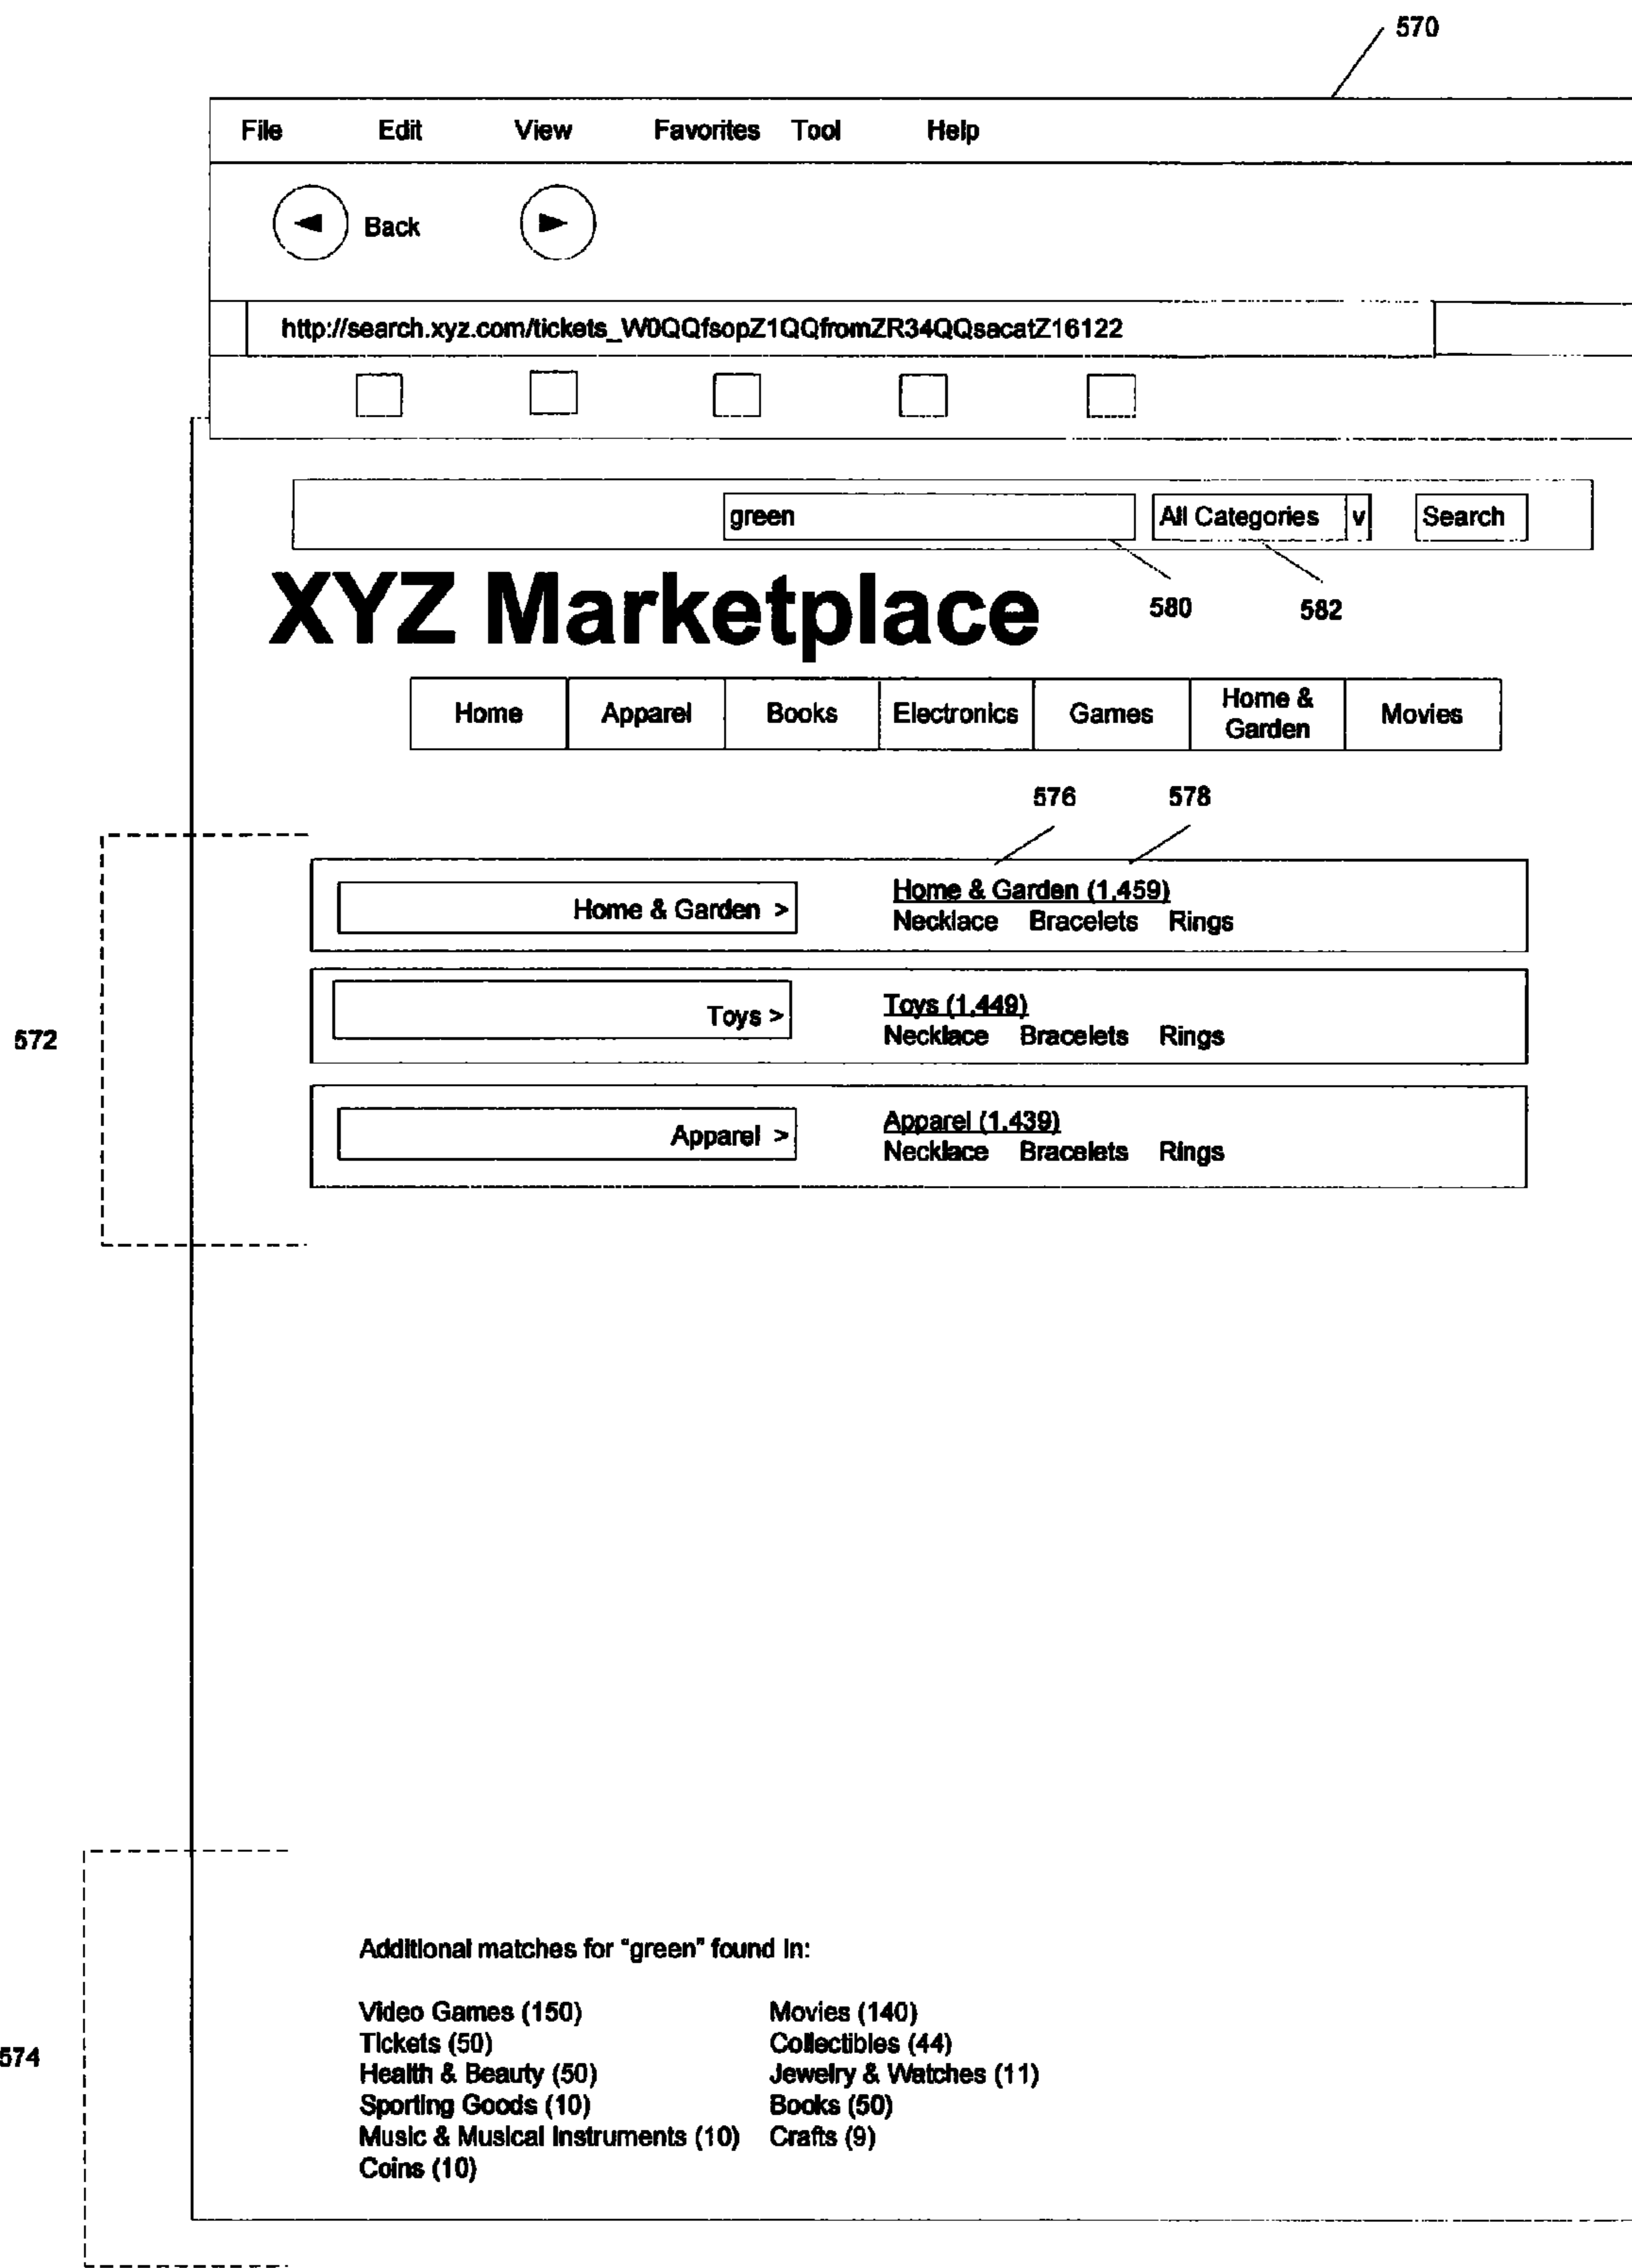 570
File Edit View Favorites Tool Help
Back
http://search.xyz.com/tickets_W0QQfsopZ1QQfromZR34QQsacatZ16122
green All Categories v Search
XYZ Marketplace
580 582
Home Apparel Books Electronics Games Home & Garden Movies
576 578
Home & Garden > Home & Garden (1,459)
Necklace Bracelets Rings
572
Toys > Toys (1,449)
Necklace Bracelets Rings
Apparel > Apparel (1,439)
Necklace Bracelets Rings
574
Additional matches for "green" found in:
Video Games (150) Movies (140)
Tickets (50) Collectibles (44)
Health & Beauty (50) Jewelry & Watches (11)
Sporting Goods (10) Books (50)
Music & Musical Instruments (10) Crafts (9)
Coins (10)